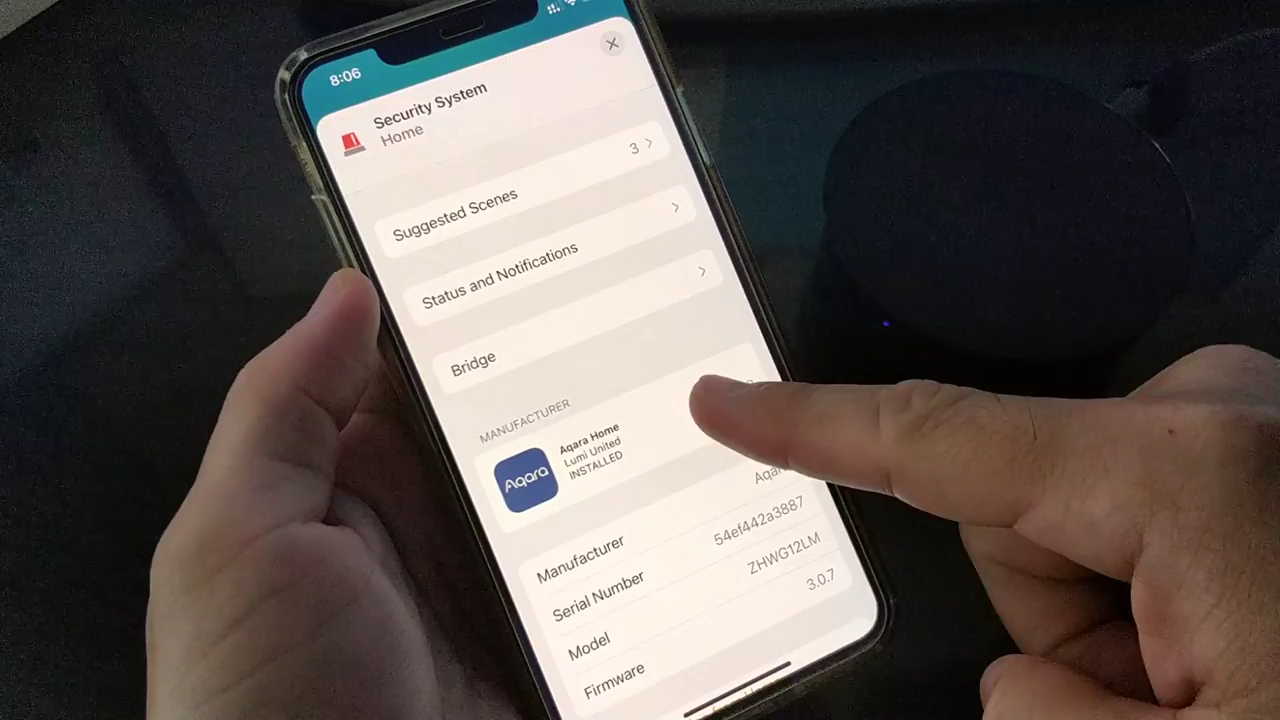 8:06
Security System
Home
Suggested Scenes 3
Status and Notifications
Bridge
MANUFACTURER
Aqara
Aqara Home
Lumi United
INSTALLED
Manufacturer
Serial Number 54ef442a3887
Model ZHWG12LM
Firmware 3.0.7